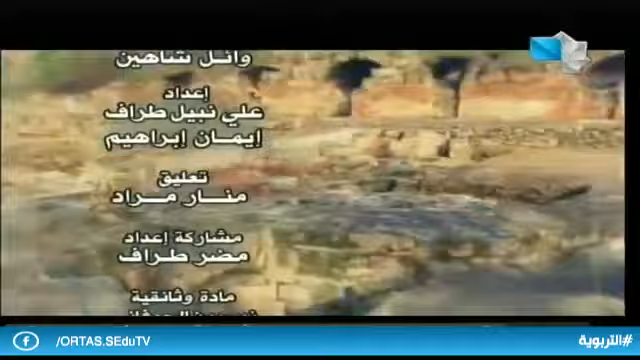 وائل شاهين
إعداد
علي نبيل طراف
إيمان إبراهيم
تعليق
منار مراد
مشاركة إعداد
مضر طراف
مادة وثائقية
/ORTAS.SEduTV
#التربوية